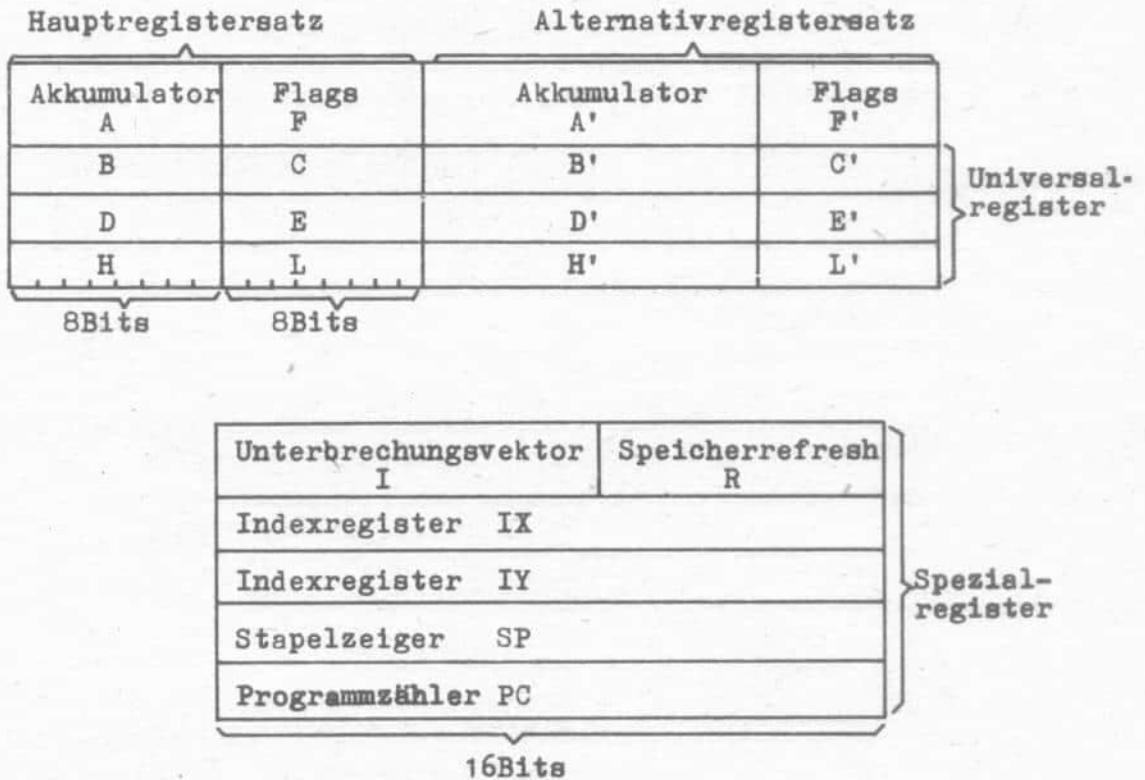 Hauptregistersatz Alternativregistersatz
Akkumulator Flags Akkumulator Flags
A F A' F'
B C B' C'
Universal-
register
D E D' E'
H L H' L'
8Bits 8Bits
Unterbrechungsvektor Speicherrefresh
I R
Indexregister IX
Indexregister IY
Spezial-
register
Stapelzeiger SP
Programmzähler PC
16Bits